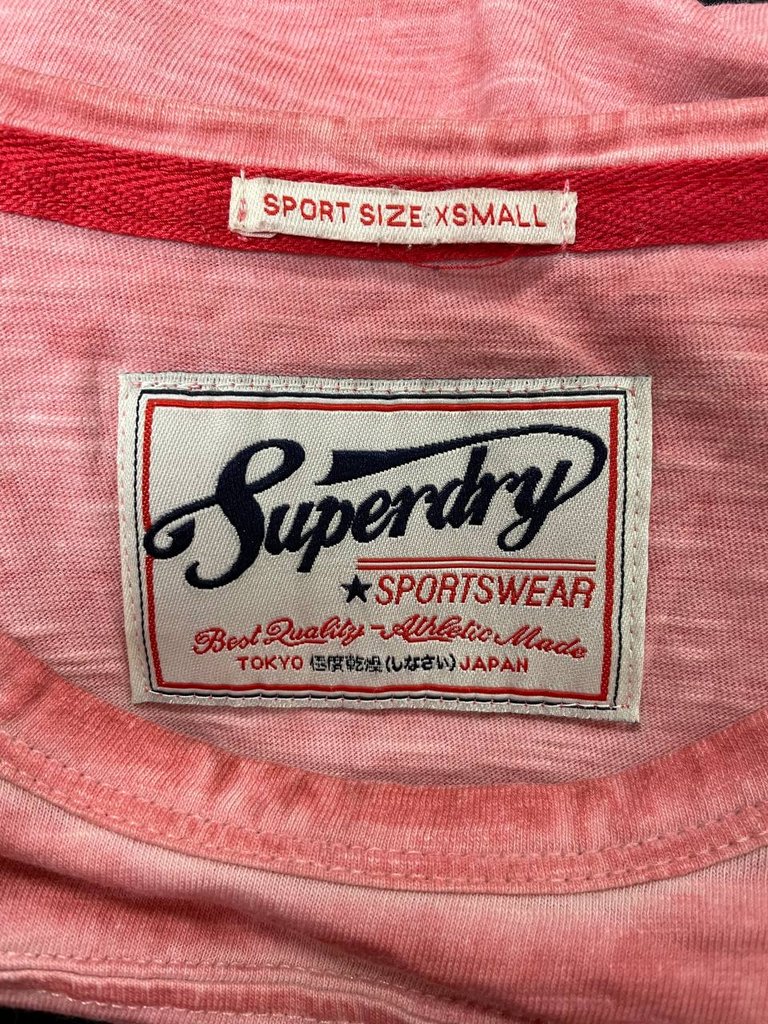 SPORT SIZE XSMALL
Superdry
★SPORTSWEAR
Best Quality-Athletic Made
TOKYO 極度乾燥(しなさい)JAPAN